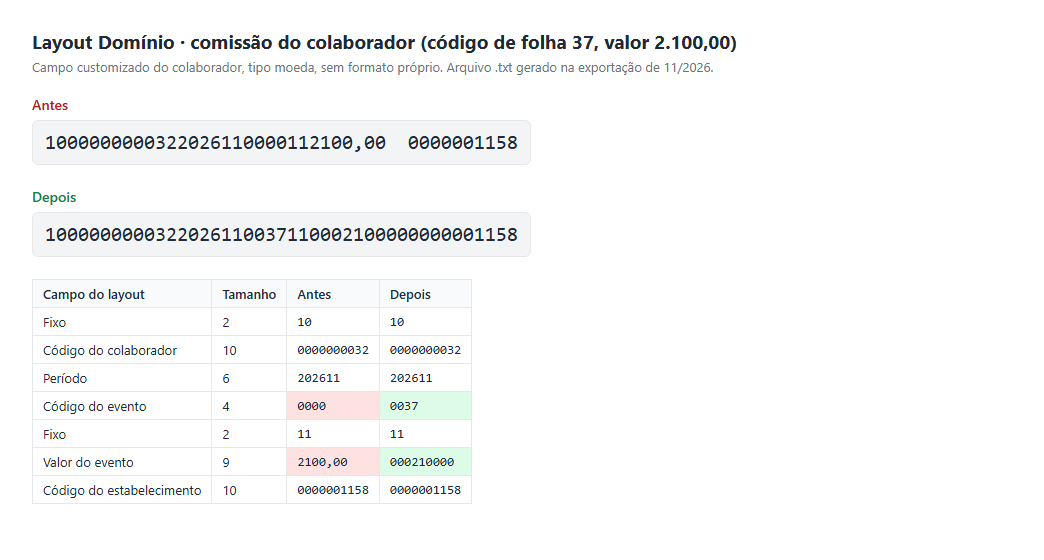 Layout Domínio · comissão do colaborador (código de folha 37, valor 2.100,00)
Campo customizado do colaborador, tipo moeda, sem formato próprio. Arquivo .txt gerado na exportação de 11/2026.
Antes
1000000000322026110000112100,00  0000001158
Depois
1000000000322026110037110002100000000001158
Campo do layout Tamanho Antes Depois
Fixo 2 10 10
Código do colaborador 10 0000000032 0000000032
Período 6 202611 202611
Código do evento 4 0000 0037
Fixo 2 11 11
Valor do evento 9 2100,00 000210000
Código do estabelecimento 10 0000001158 0000001158